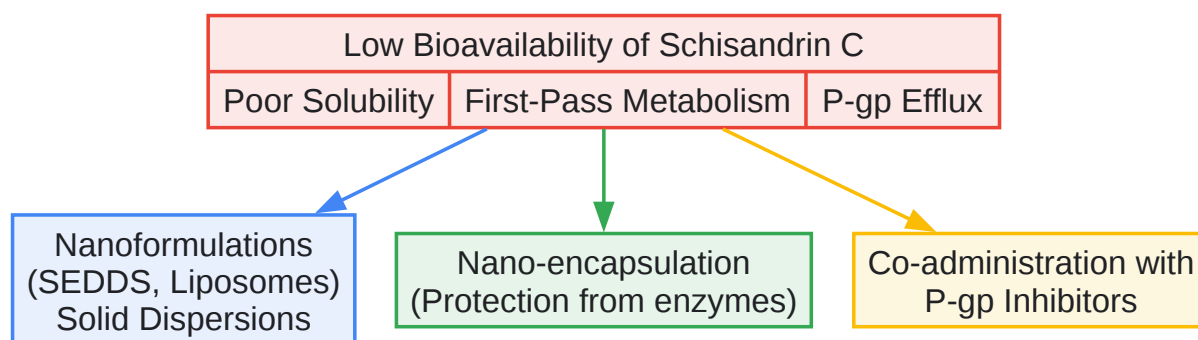 Low Bioavailability of Schisandrin C
Poor Solubility
First-Pass Metabolism
P-gp Efflux
Nanoformulations
(SEDDS, Liposomes)
Solid Dispersions
Nano-encapsulation
(Protection from enzymes)
Co-administration with
P-gp Inhibitors